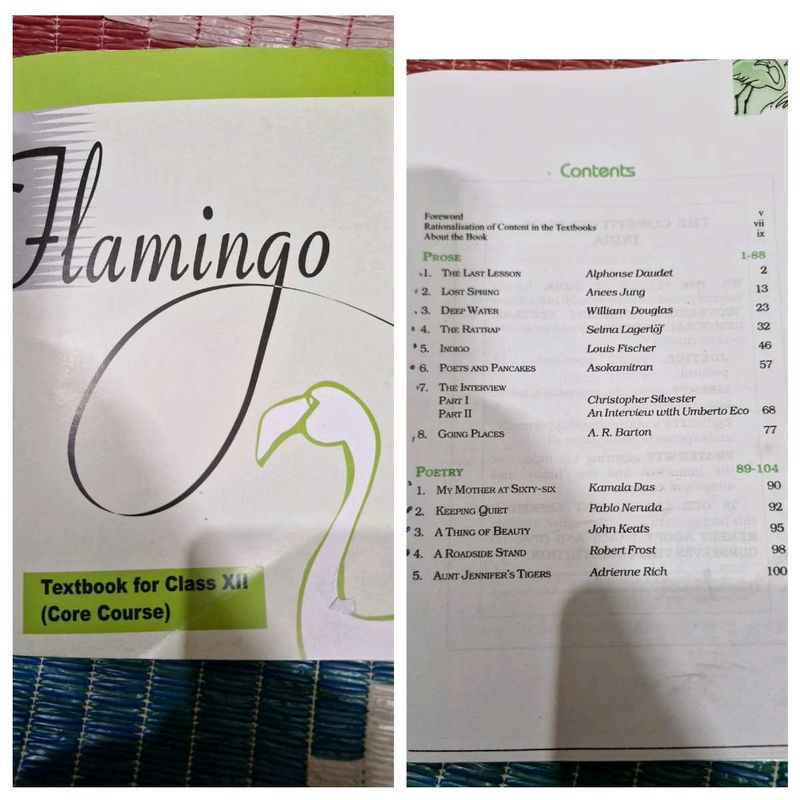 Flamingo
Textbook for Class XII
(Core Course)
Contents
Foreword v
Rationalisation of Content in the Textbooks vii
About the Book ix
PROSE 1-88
1. THE LAST LESSON Alphonse Daudet 2
2. LOST SPRING Anees Jung 13
3. DEEP WATER William Douglas 23
4. THE RATTRAP Selma Lagerlöf 32
5. INDIGO Louis Fischer 46
6. POETS AND PANCAKES Asokamitran 57
7. THE INTERVIEW
PART I Christopher Silvester
PART II An Interview with Umberto Eco 68
8. GOING PLACES A. R. Barton 77
POETRY 89-104
1. MY MOTHER AT SIXTY-SIX Kamala Das 90
2. KEEPING QUIET Pablo Neruda 92
3. A THING OF BEAUTY John Keats 95
4. A ROADSIDE STAND Robert Frost 98
5. AUNT JENNIFER'S TIGERS Adrienne Rich 100